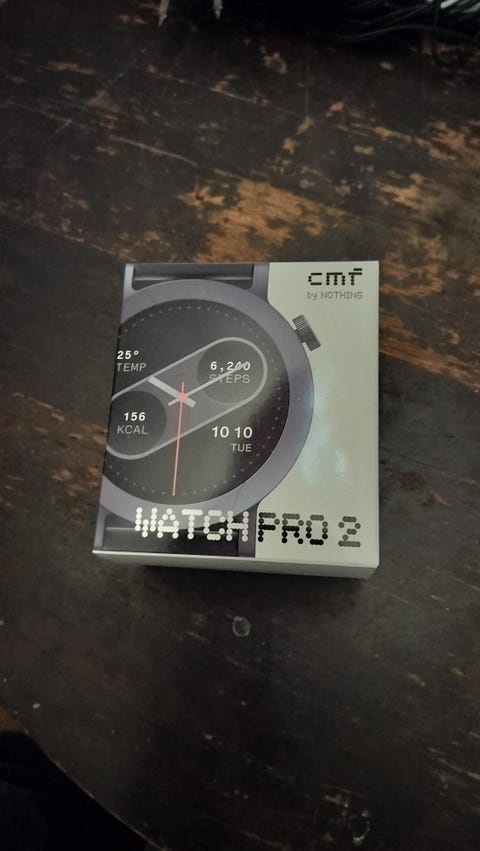 cmf
by NOTHING
25°
TEMP
6,240
STEPS
156
KCAL
10 10
TUE
WATCH PRO 2